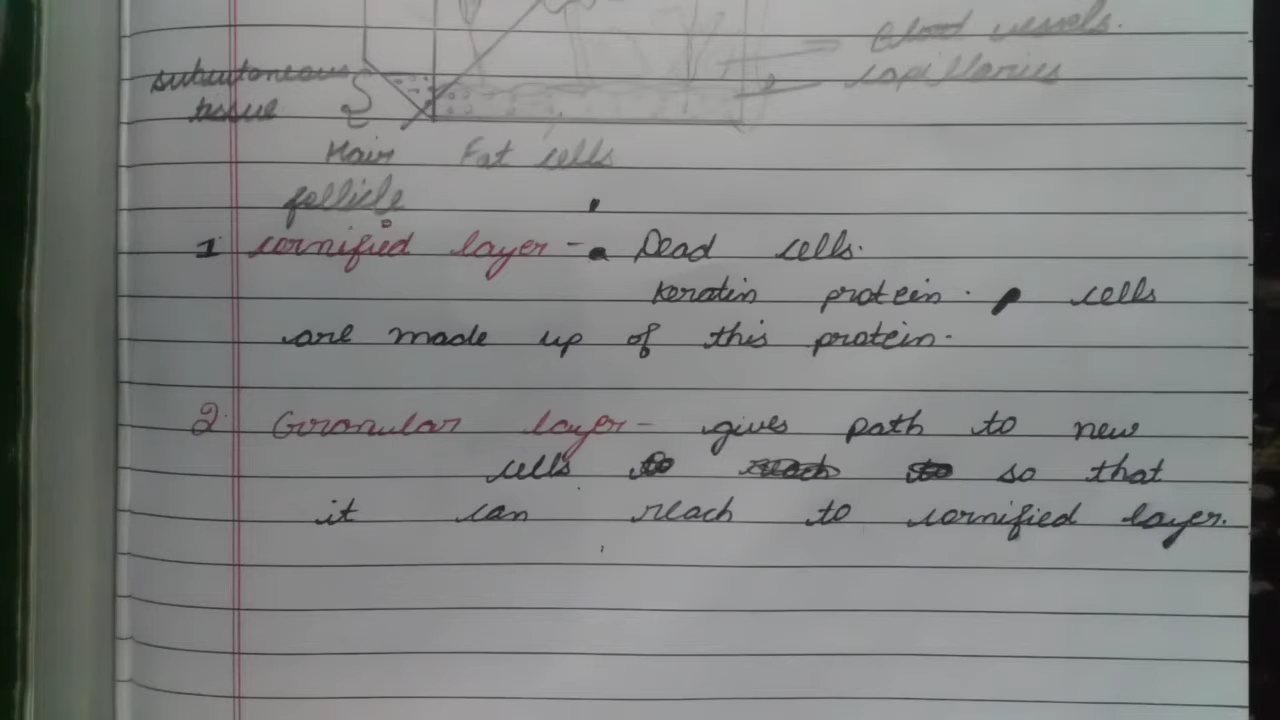 Blood vessels.
subcutaneous capillaries
tissue
Hair Fat cells
follicle
1 cornified layer - Dead cells.
Keratin protein. cells
are made up of this protein.
2. Granular layer - gives path to new
cells so that
it can reach to cornified layer.